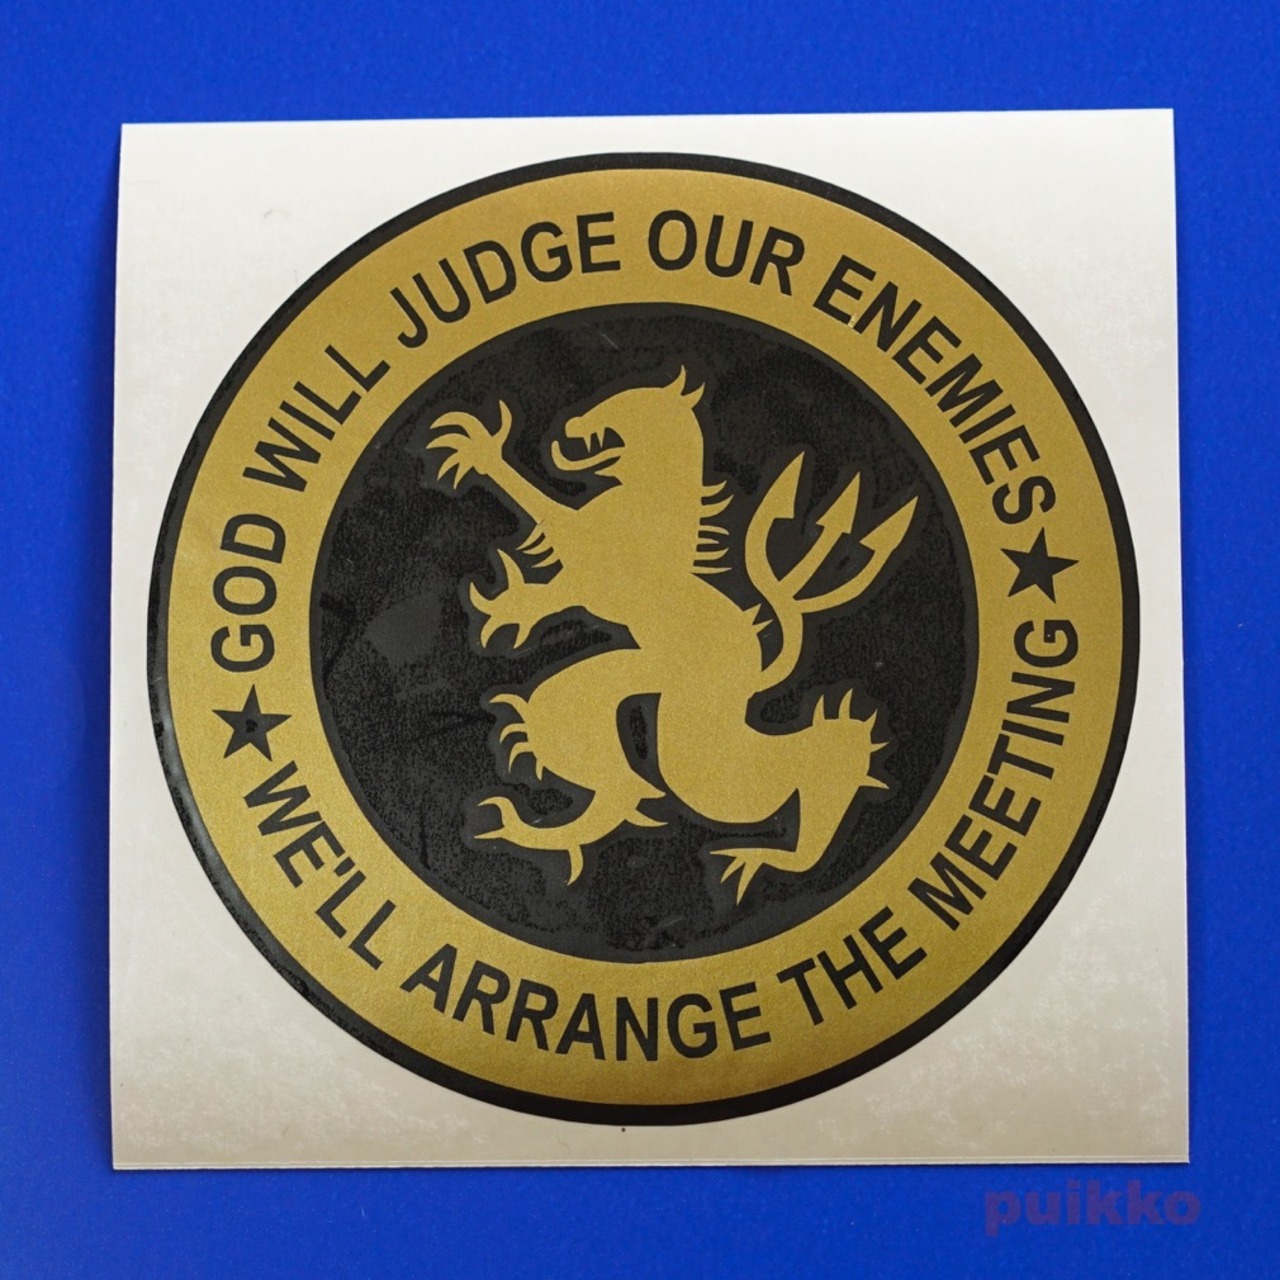 GOD WILL JUDGE OUR ENEMIES
WE'LL ARRANGE THE MEETING
puikko